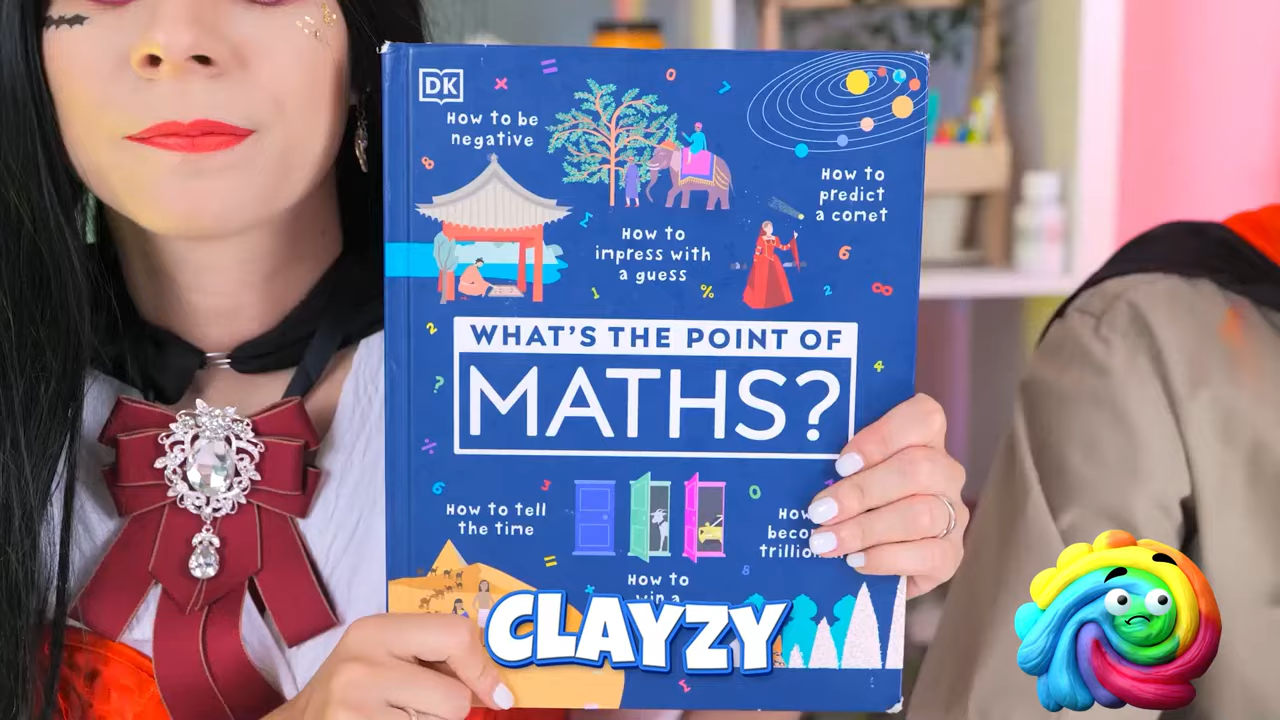 DK
How to be
negative
How to
predict
a comet
How to
impress with
a guess
WHAT'S THE POINT OF
MATHS?
How to tell
the time
How to
CLAYZY